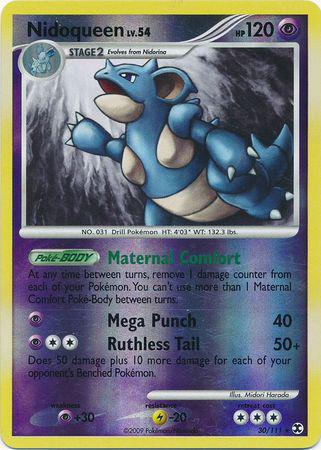 Nidoqueen LV.54 HP 120
STAGE 2 Evolves from Nidorina
NO. 031 Drill Pokémon HT: 4'03" WT: 132.3 lbs.
Poké-BODY Maternal Comfort
At any time between turns, remove 1 damage counter from
each of your Pokémon. You can't use more than 1 Maternal
Comfort Poké-Body between turns.
Mega Punch 40
Ruthless Tail 50+
Does 50 damage plus 10 more damage for each of your
opponent's Benched Pokémon.
Illus. Midori Harada
weakness resistance retreat cost
+30 -20
©2009 Pokémon/Nintendo 30/111 ★